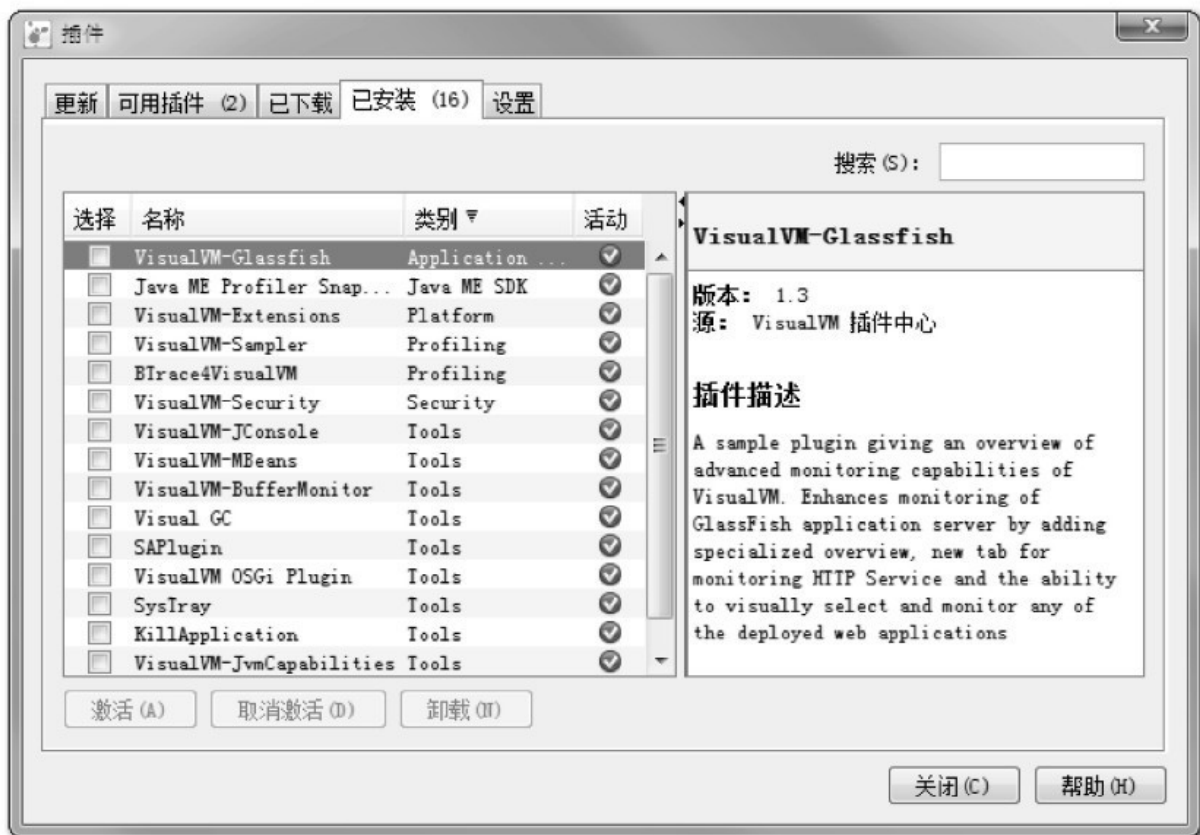 插件
更新 可用插件 (2) 已下载 已安装 (16) 设置
搜索(S):
选择 名称 类别 活动
VisualVM-Glassfish Application ...
Java ME Profiler Snap... Java ME SDK
VisualVM-Extensions Platform
VisualVM-Sampler Profiling
BTrace4VisualVM Profiling
VisualVM-Security Security
VisualVM-JConsole Tools
VisualVM-MBeans Tools
VisualVM-BufferMonitor Tools
Visual GC Tools
SAPlugin Tools
VisualVM OSGi Plugin Tools
SysTray Tools
KillApplication Tools
VisualVM-JvmCapabilities Tools
VisualVM-Glassfish
版本: 1.3
源: VisualVM 插件中心
插件描述
A sample plugin giving an overview of
advanced monitoring capabilities of
VisualVM. Enhances monitoring of
GlassFish application server by adding
specialized overview, new tab for
monitoring HTTP Service and the ability
to visually select and monitor any of
the deployed web applications
激活(A) 取消激活(D) 卸载(N)
关闭(C) 帮助(H)